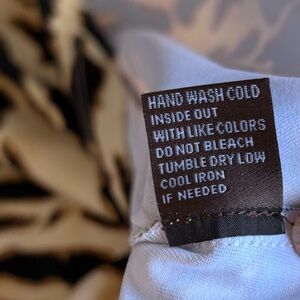 HAND WASH COLD
INSIDE OUT
WITH LIKE COLORS
DO NOT BLEACH
TUMBLE DRY LOW
COOL IRON
IF NEEDED